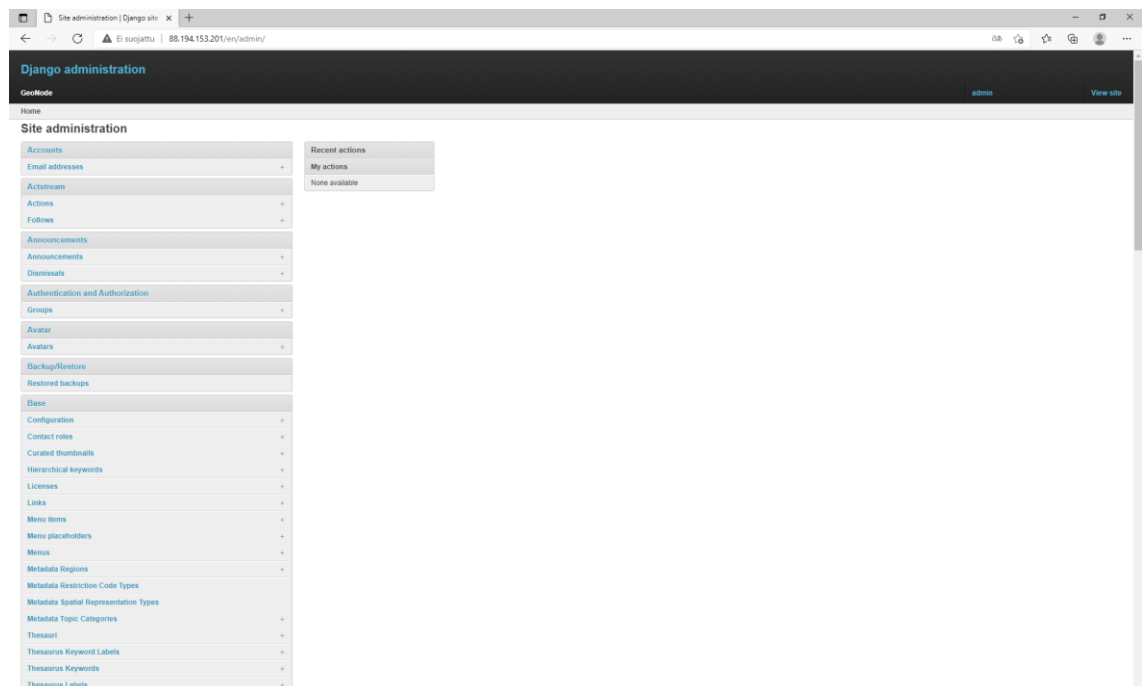 Site administration | Django site
Ei suojattu | 88.194.153.201/en/admin/
Django administration
GeoNode
admin
View site
Home
Site administration
Accounts
Email addresses +
Actstream
Actions +
Follows +
Announcements
Announcements +
Dismissals +
Authentication and Authorization
Groups +
Avatar
Avatars +
Backup/Restore
Restored backups
Base
Configuration +
Contact roles +
Curated thumbnails +
Hierarchical keywords +
Licenses +
Links +
Menu items +
Menu placeholders +
Menus +
Metadata Regions +
Metadata Restriction Code Types
Metadata Spatial Representation Types
Metadata Topic Categories +
Thesauri +
Thesaurus Keyword Labels +
Thesaurus Keywords +
Thesaurus Labels +
Recent actions
My actions
None available